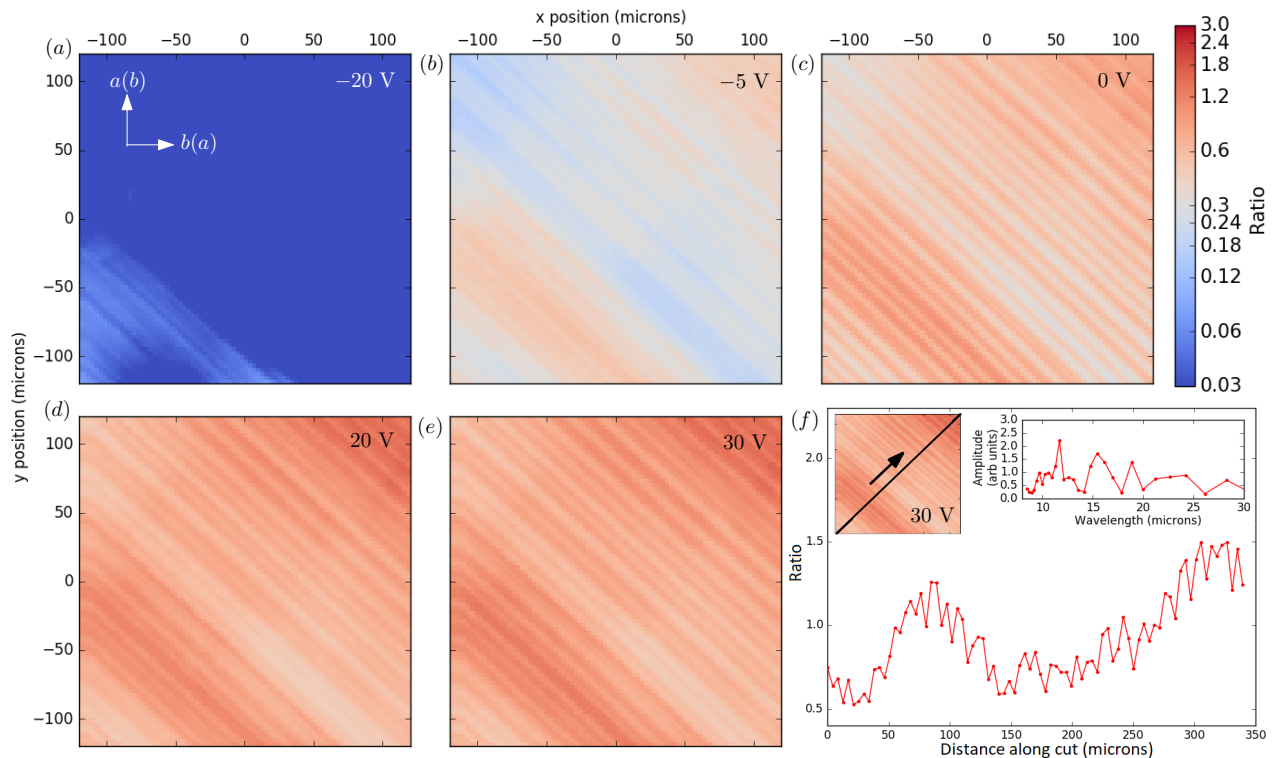 x position (microns)
−100 −50 0 50 100
−100 −50 0 50 100
−100 −50 0 50 100
(a)
−20 V
a(b)
b(a)
(b)
−5 V
(c)
0 V
100
50
0
−50
−100
3.0
2.4
1.8
1.2
0.6
0.3
0.24
0.18
0.12
0.06
0.03
Ratio
y position (microns)
(d)
20 V
100
50
0
−50
−100
(e)
30 V
(f)
30 V
Amplitude
(arb units)
3.0
2.5
2.0
1.5
1.0
0.5
0.0
10 15 20 25 30
Wavelength (microns)
Ratio
2.0
1.5
1.0
0.5
0 50 100 150 200 250 300 350
Distance along cut (microns)